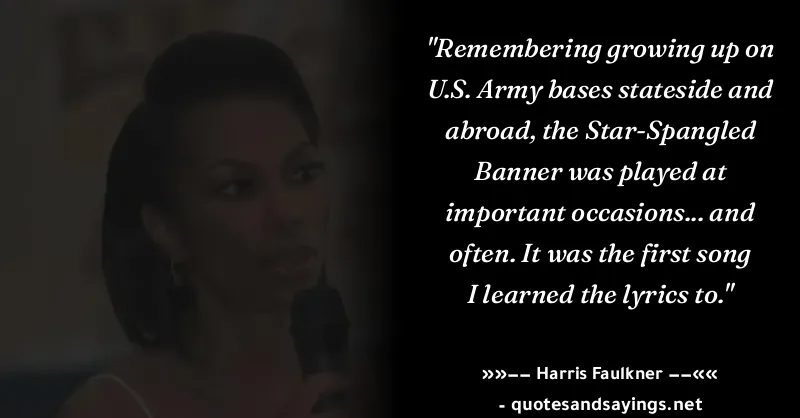 "Remembering growing up on
U.S. Army bases stateside and
abroad, the Star-Spangled
Banner was played at
important occasions... and
often. It was the first song
I learned the lyrics to."
»»–– Harris Faulkner ––««
- quotesandsayings.net